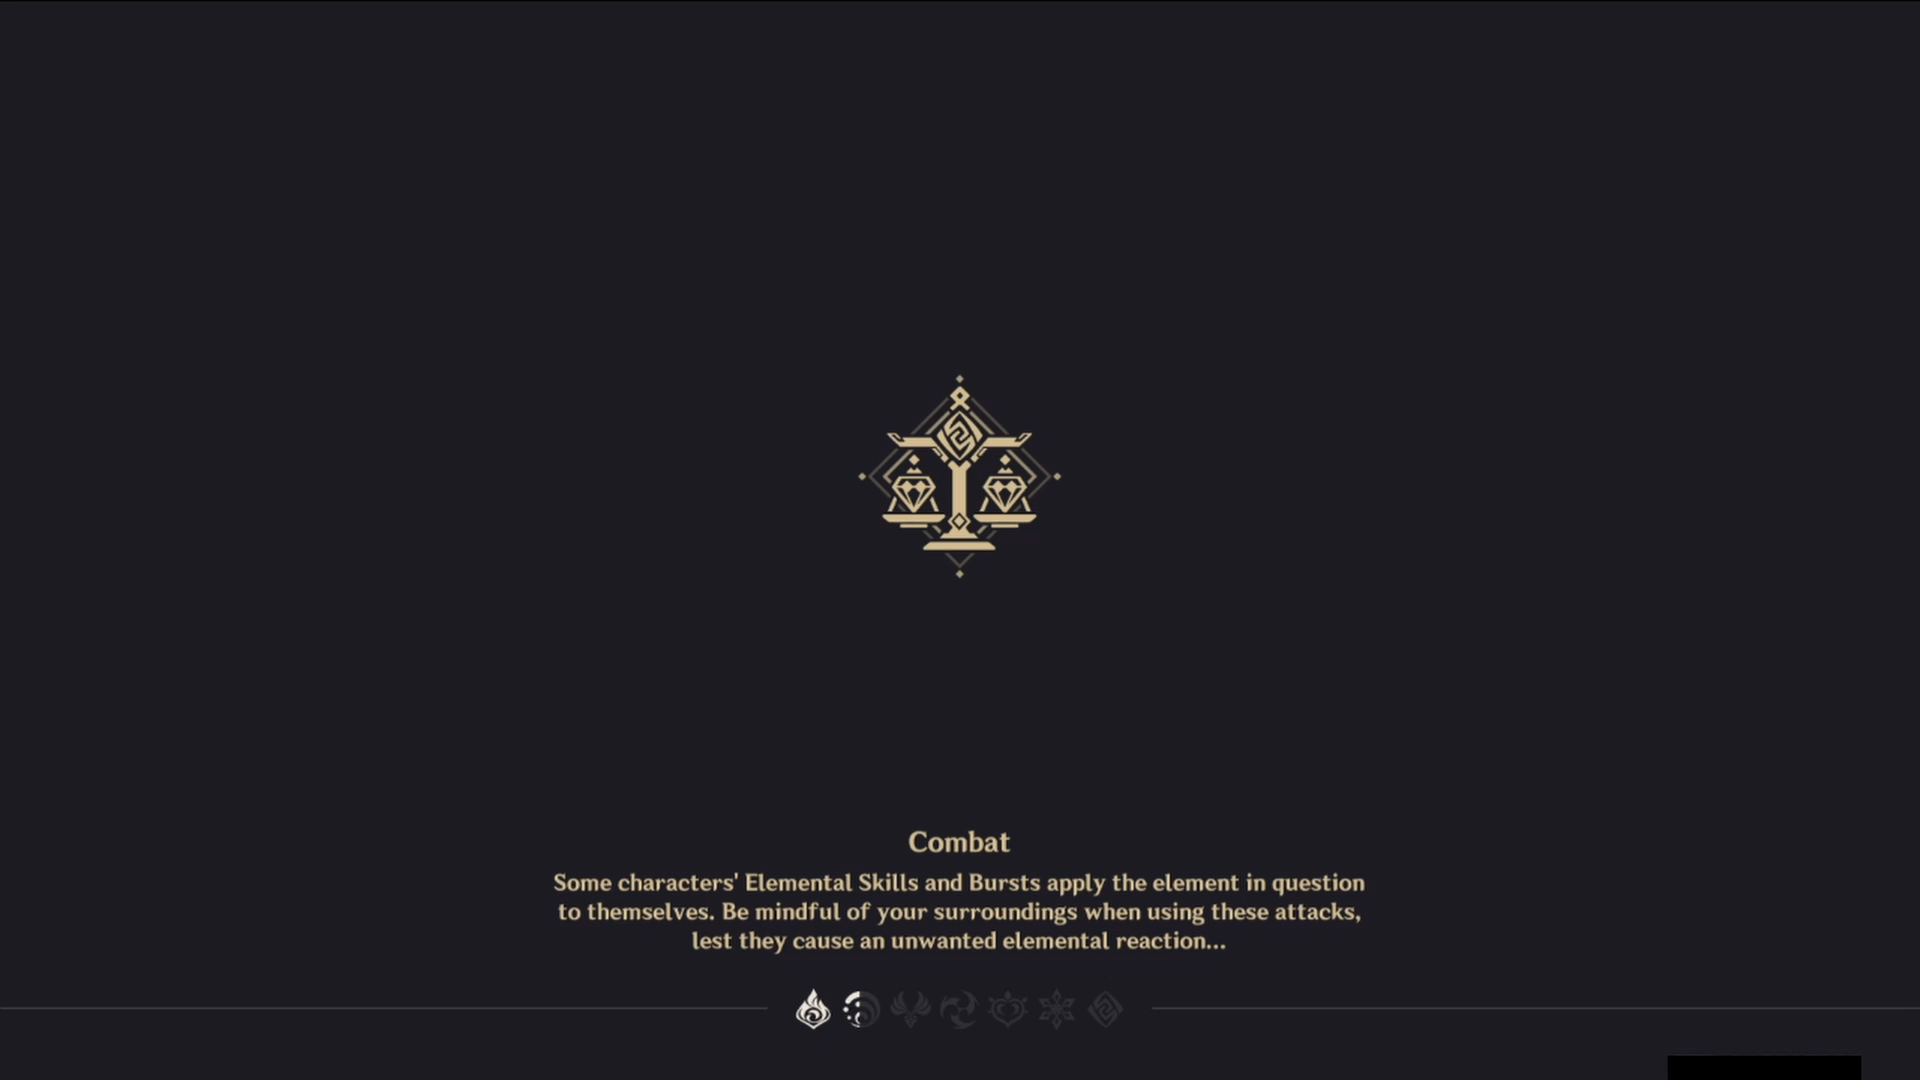 Combat
Some characters' Elemental Skills and Bursts apply the element in question
to themselves. Be mindful of your surroundings when using these attacks,
lest they cause an unwanted elemental reaction...